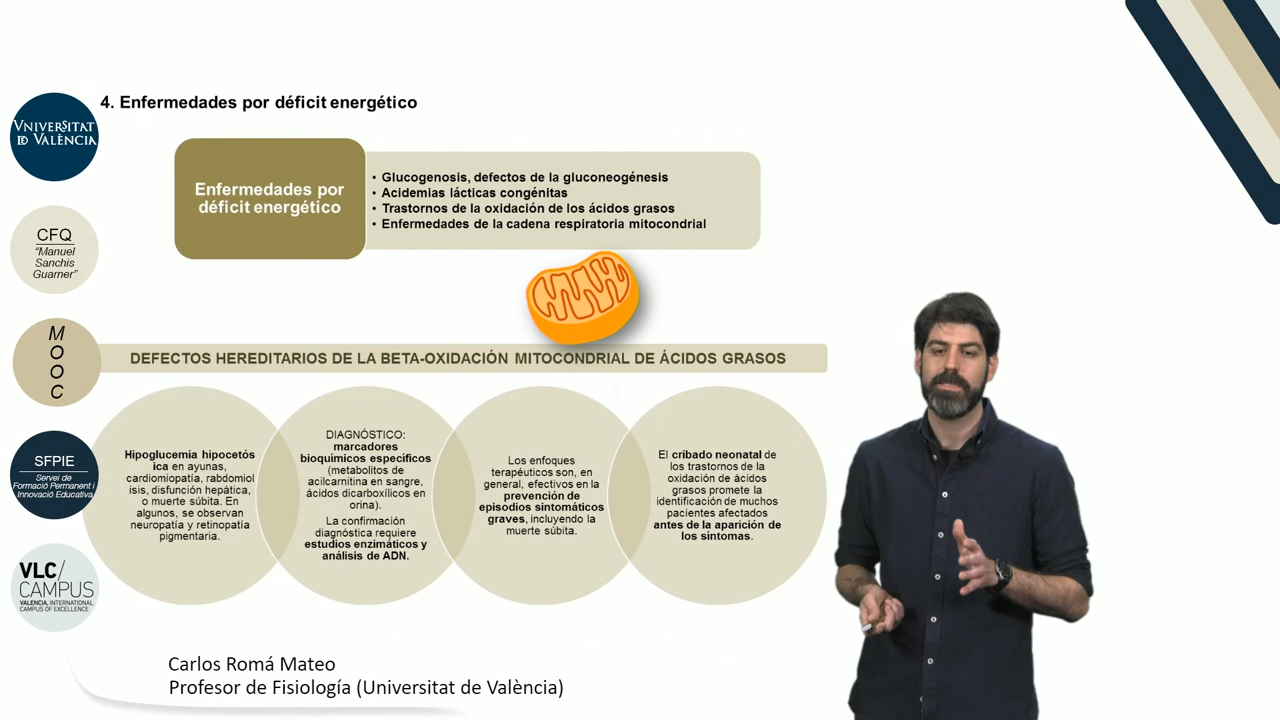 4. Enfermedades por déficit energético
VNIVERSITAT
ID VALÈNCIA
CFQ
“Manuel
Sanchis
Guarner”
M
O
O
C
SFPIE
Servei de
Formació Permanent i
Innovació Educativa
VLC/
CAMPUS
VALENCIA, INTERNATIONAL
CAMPUS OF EXCELLENCE
Enfermedades por
déficit energético
• Glucogenosis, defectos de la gluconeogénesis
• Acidemias lácticas congénitas
• Trastornos de la oxidación de los ácidos grasos
• Enfermedades de la cadena respiratoria mitocondrial
DEFECTOS HEREDITARIOS DE LA BETA-OXIDACIÓN MITOCONDRIAL DE ÁCIDOS GRASOS
Hipoglucemia hipocetós
ica en ayunas,
cardiomiopatía, rabdomiol
isis, disfunción hepática,
o muerte súbita. En
algunos, se observan
neuropatía y retinopatía
pigmentaria.
DIAGNÓSTICO:
marcadores
bioquímicos específicos
(metabolitos de
acilcarnitina en sangre,
ácidos dicarboxílicos en
orina).
La confirmación
diagnóstica requiere
estudios enzimáticos y
análisis de ADN.
Los enfoques
terapéuticos son, en
general, efectivos en la
prevención de
episodios sintomáticos
graves, incluyendo la
muerte súbita.
El cribado neonatal de
los trastornos de la
oxidación de ácidos
grasos promete la
identificación de muchos
pacientes afectados
antes de la aparición de
los síntomas.
Carlos Romá Mateo
Profesor de Fisiología (Universitat de València)